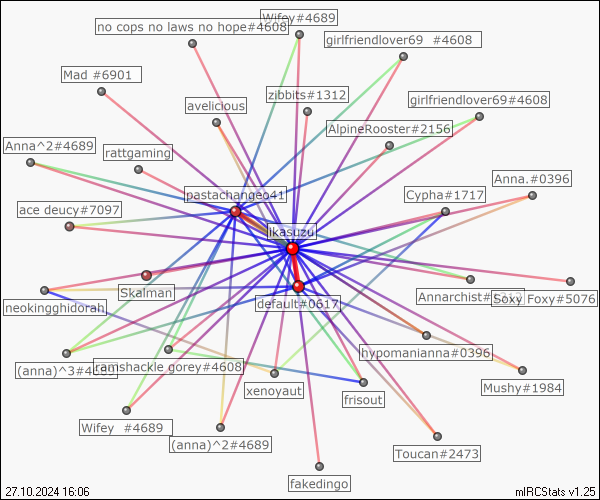 Wifey #4689
no cops no laws no hope#4608
girlfriendlover69 #4608
Mad #6901
zibbits#1312
girlfriendlover69#4608
avelicious
AlpineRooster#2156
Anna^2#4689
rattgaming
Anna.#0396
pastachangeo41
Cypha#1717
ace deucy#7097
likasuzu
Skalman
Annarchist#
Soxy Foxy#5076
neokingghidorah
default#0617
hypomanianna#0396
(anna)^3#4689
ramshackle gorey#4608
xenoyaut
frisout
Mushy#1984
Wifey #4689
(anna)^2#4689
Toucan#2473
fakedingo
27.10.2024 16:06
mIRCStats v1.25